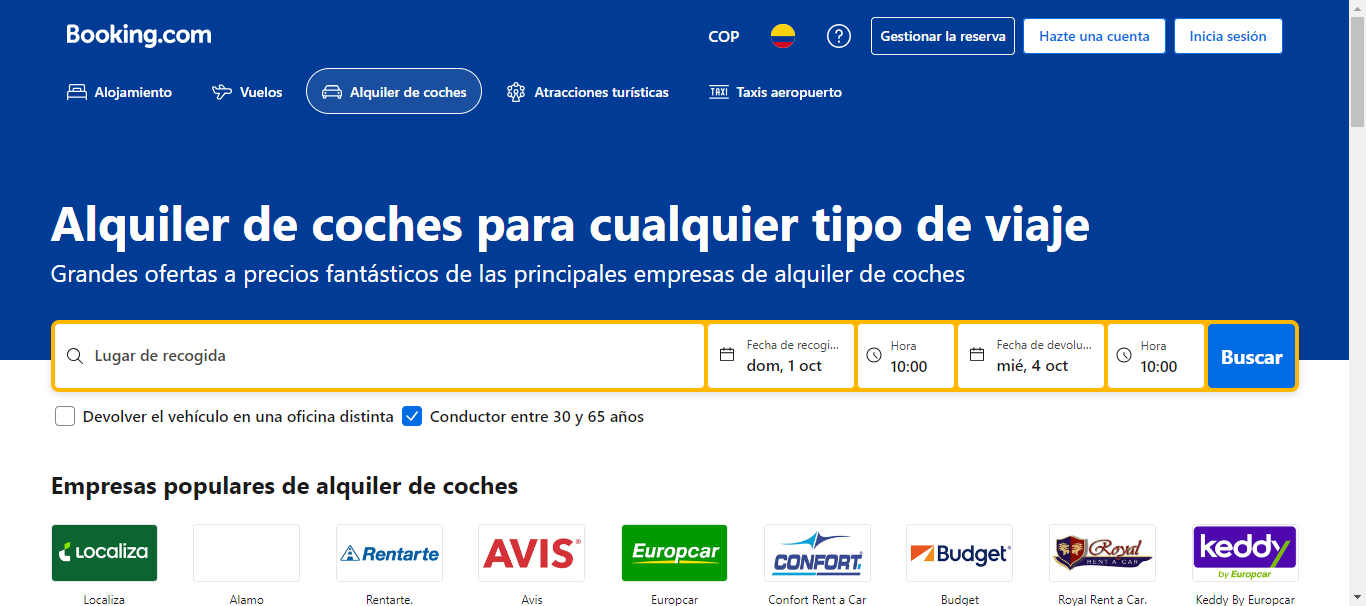 Booking.com
COP
?
Gestionar la reserva
Hazte una cuenta
Inicia sesión
Alojamiento
Vuelos
Alquiler de coches
Atracciones turísticas
TAXI
Taxis aeropuerto
Alquiler de coches para cualquier tipo de viaje
Grandes ofertas a precios fantásticos de las principales empresas de alquiler de coches
Lugar de recogida
Fecha de recogi...
dom, 1 oct
Hora
10:00
Fecha de devolu...
mié, 4 oct
Hora
10:00
Buscar
Devolver el vehículo en una oficina distinta
Conductor entre 30 y 65 años
Empresas populares de alquiler de coches
Localiza
Rentarte
AVIS®
Europcar
CONFORT
Budget®
Royal
RENT A CAR
keddy
by Europcar
Localiza
Alamo
Rentarte.
Avis
Europcar
Confort Rent a Car
Budget
Royal Rent a Car.
Keddy By Europcar